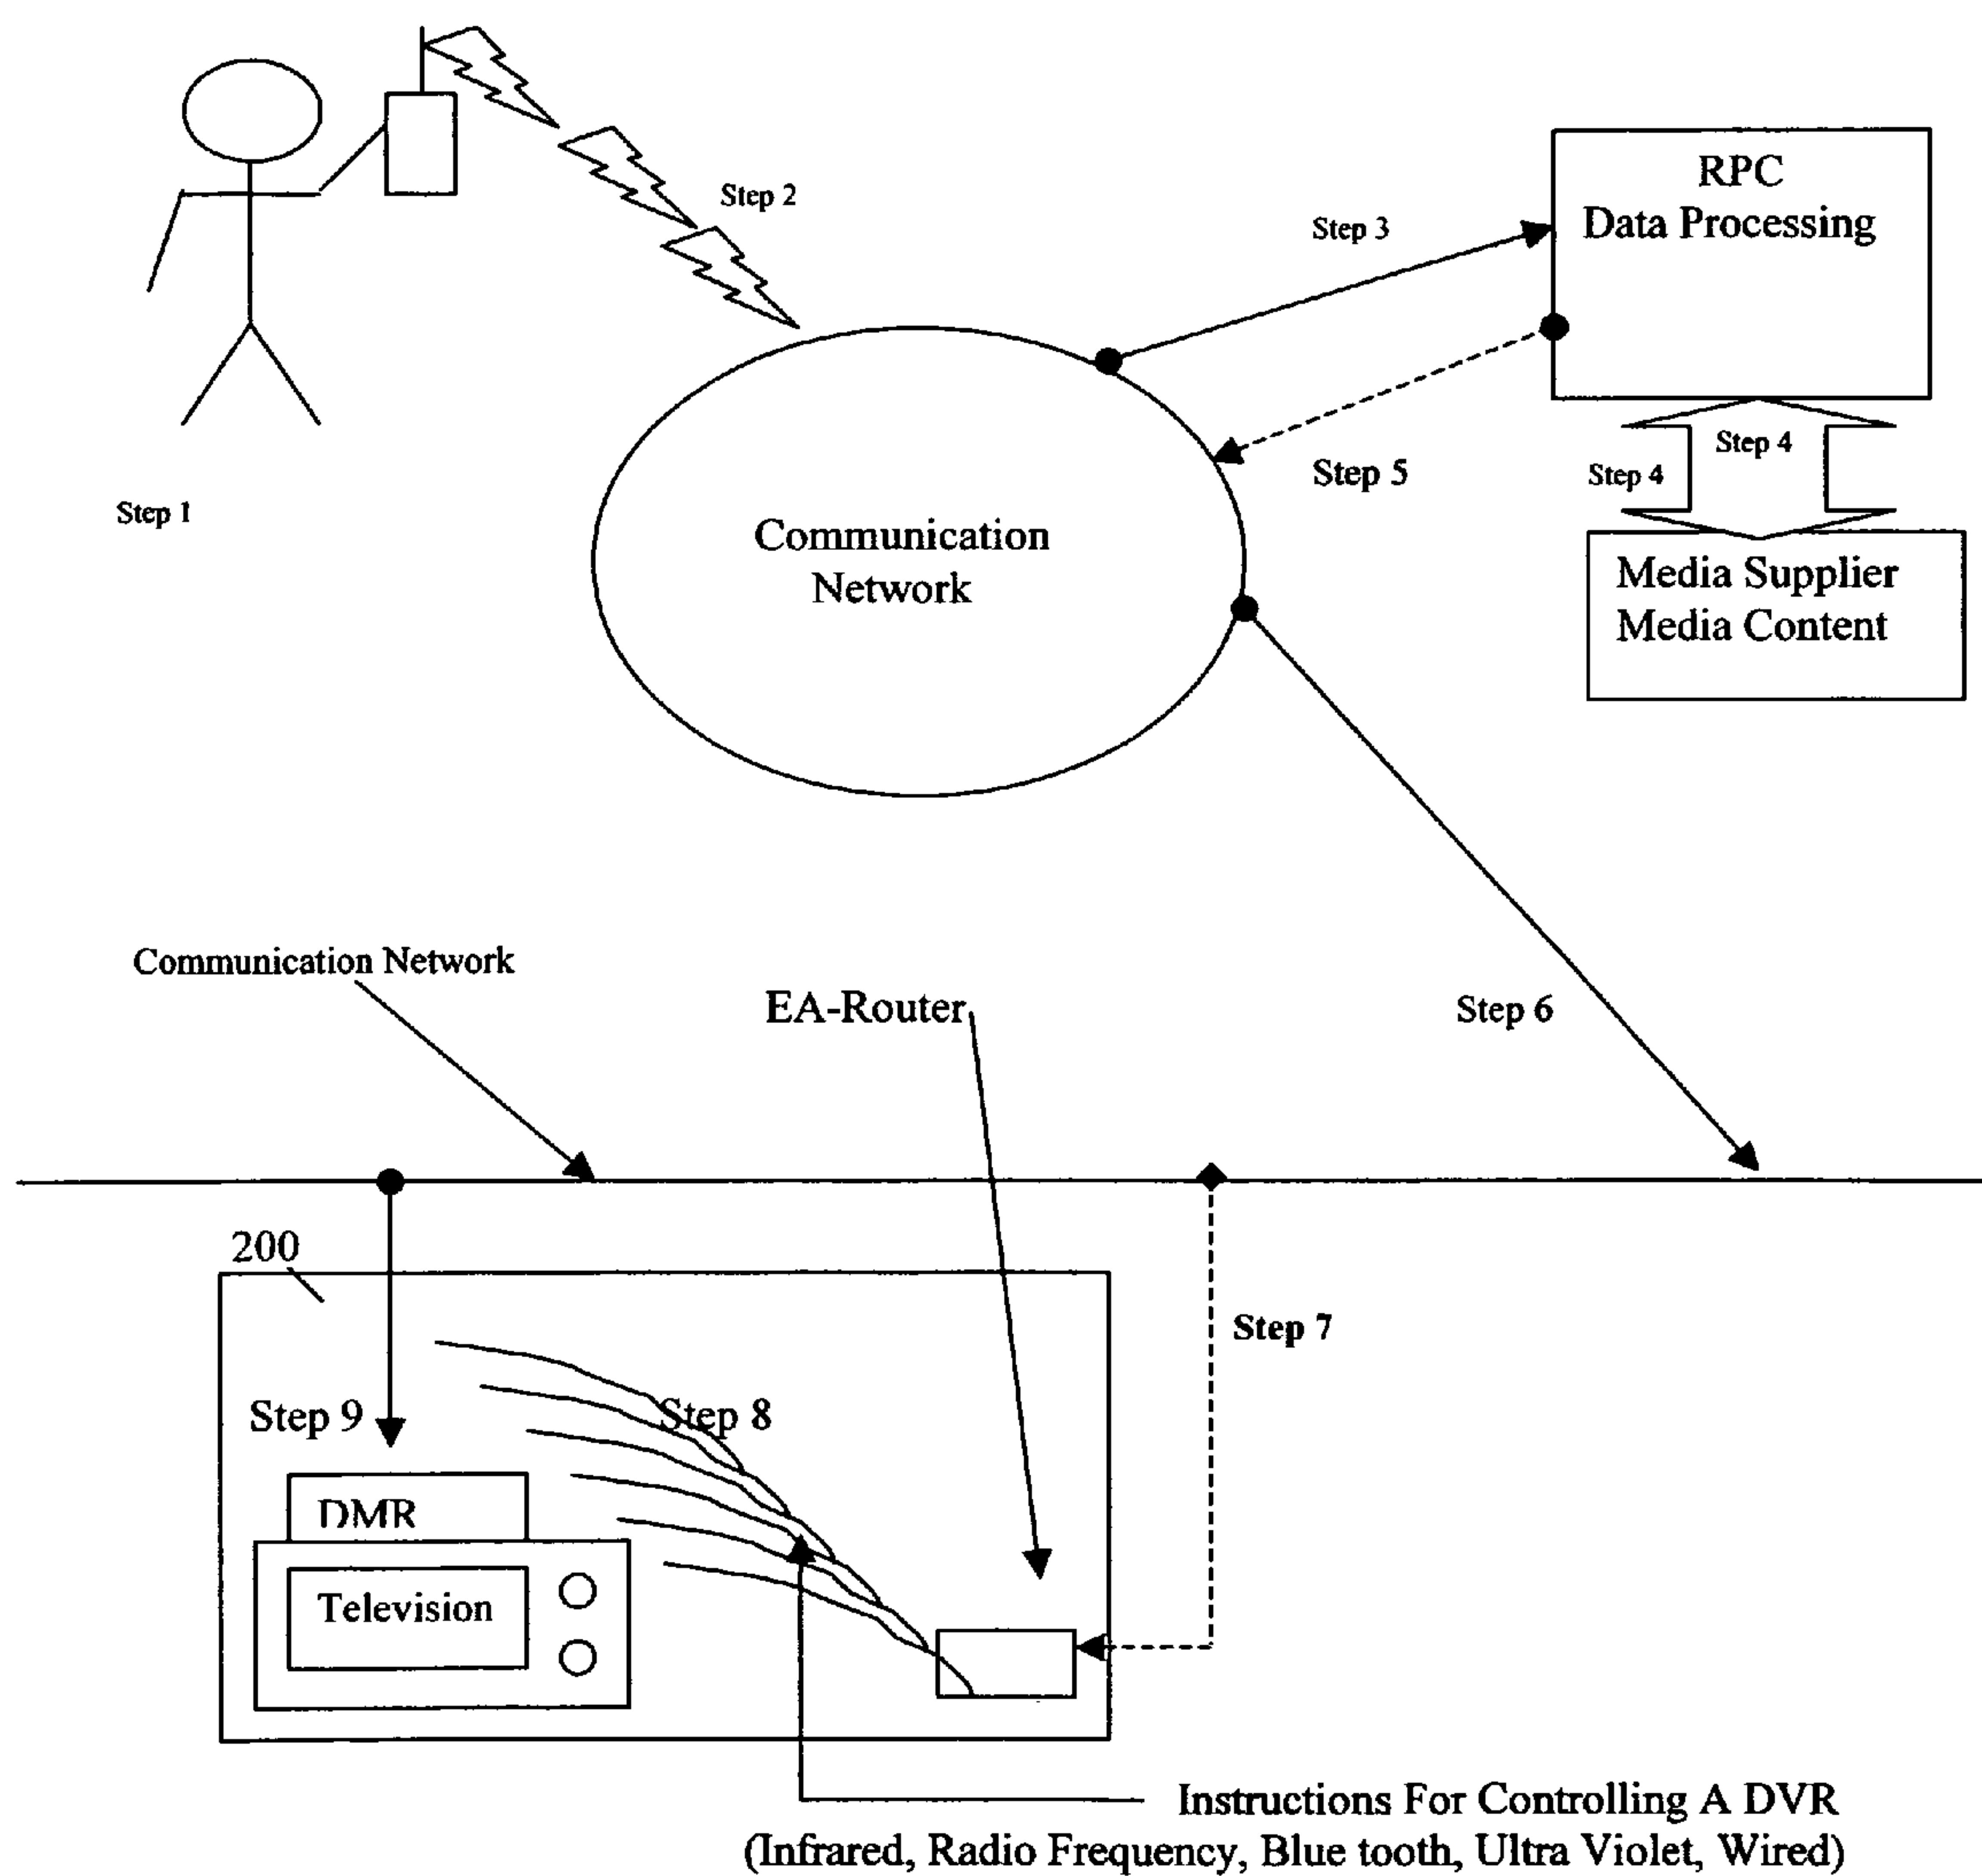 Step 2
RPC
Data Processing
Step 3
Step 4
Step 4
Step 5
Step 1
Communication
Network
Media Supplier
Media Content
Communication Network
EA-Router
Step 6
200
Step 7
Step 9
Step 8
DMR
Television
Instructions For Controlling A DVR
(Infrared, Radio Frequency, Blue tooth, Ultra Violet, Wired)